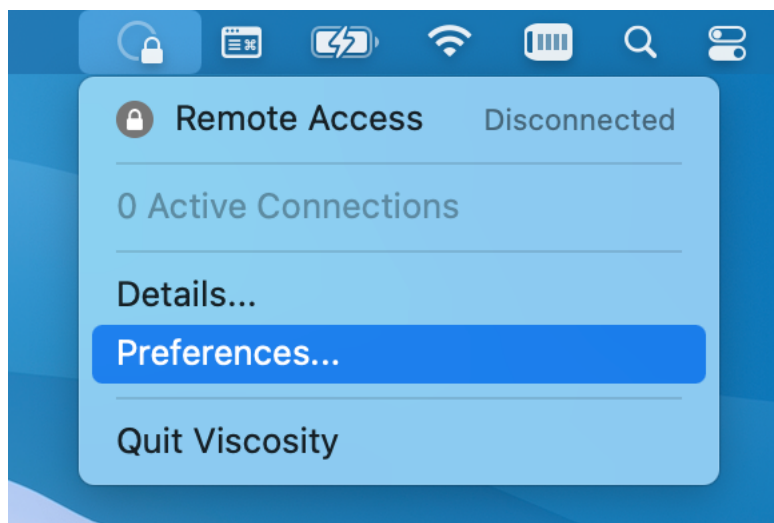 Remote Access Disconnected
0 Active Connections
Details...
Preferences...
Quit Viscosity